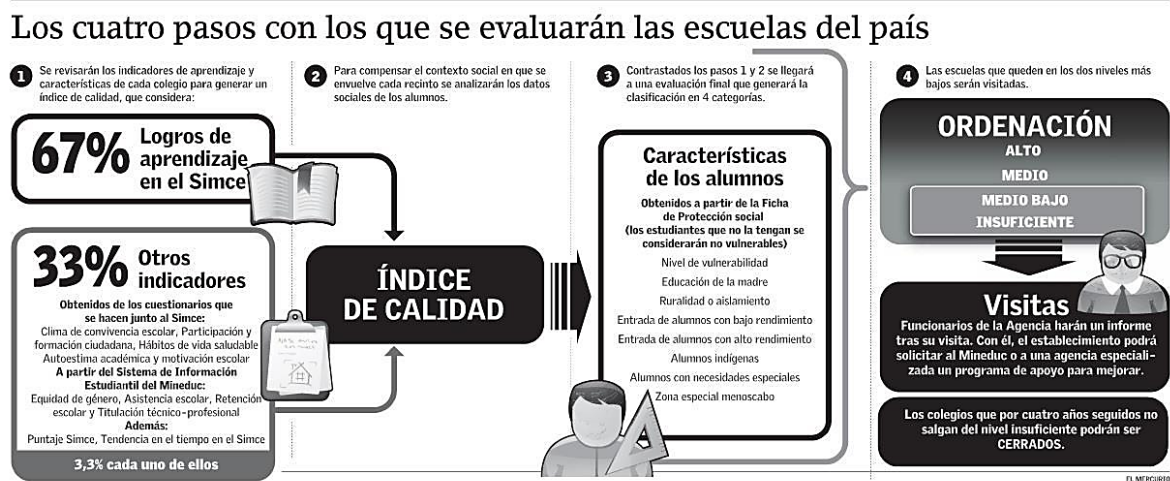 Los cuatro pasos con los que se evaluarán las escuelas del país
1 Se revisarán los indicadores de aprendizaje y
características de cada colegio para generar un
índice de calidad, que considera:
67% Logros de
aprendizaje
en el Simce
33% Otros
indicadores
Obtenidos de los cuestionarios que
se hacen junto al Simce:
Clima de convivencia escolar, Participación y
formación ciudadana, Hábitos de vida saludable
Autoestima académica y motivación escolar
A partir del Sistema de Información
Estudiantil del Mineduc:
Equidad de género, Asistencia escolar, Retención
escolar y Titulación técnico-profesional
Además:
Puntaje Simce, Tendencia en el tiempo en el Simce
3,3% cada uno de ellos
2 Para compensar el contexto social en que se
envuelve cada recinto se analizarán los datos
sociales de los alumnos.
ÍNDICE
DE CALIDAD
3 Contrastados los pasos 1 y 2 se llegará
a una evaluación final que generará la
clasificación en 4 categorías.
Características
de los alumnos
Obtenidos a partir de la Ficha
de Protección social
(los estudiantes que no la tengan se
considerarán no vulnerables)
Nivel de vulnerabilidad
Educación de la madre
Ruralidad o aislamiento
Entrada de alumnos con bajo rendimiento
Entrada de alumnos con alto rendimiento
Alumnos indígenas
Alumnos con necesidades especiales
Zona especial menoscabo
4 Las escuelas que queden en los dos niveles más
bajos serán visitadas.
ORDENACIÓN
ALTO
MEDIO
MEDIO BAJO
INSUFICIENTE
Visitas
Funcionarios de la Agencia harán un informe
tras su visita. Con él, el establecimiento podrá
solicitar al Mineduc o a una agencia especiali-
zada un programa de apoyo para mejorar.
Los colegios que por cuatro años seguidos no
salgan del nivel insuficiente podrán ser
CERRADOS.
EL MERCURIO